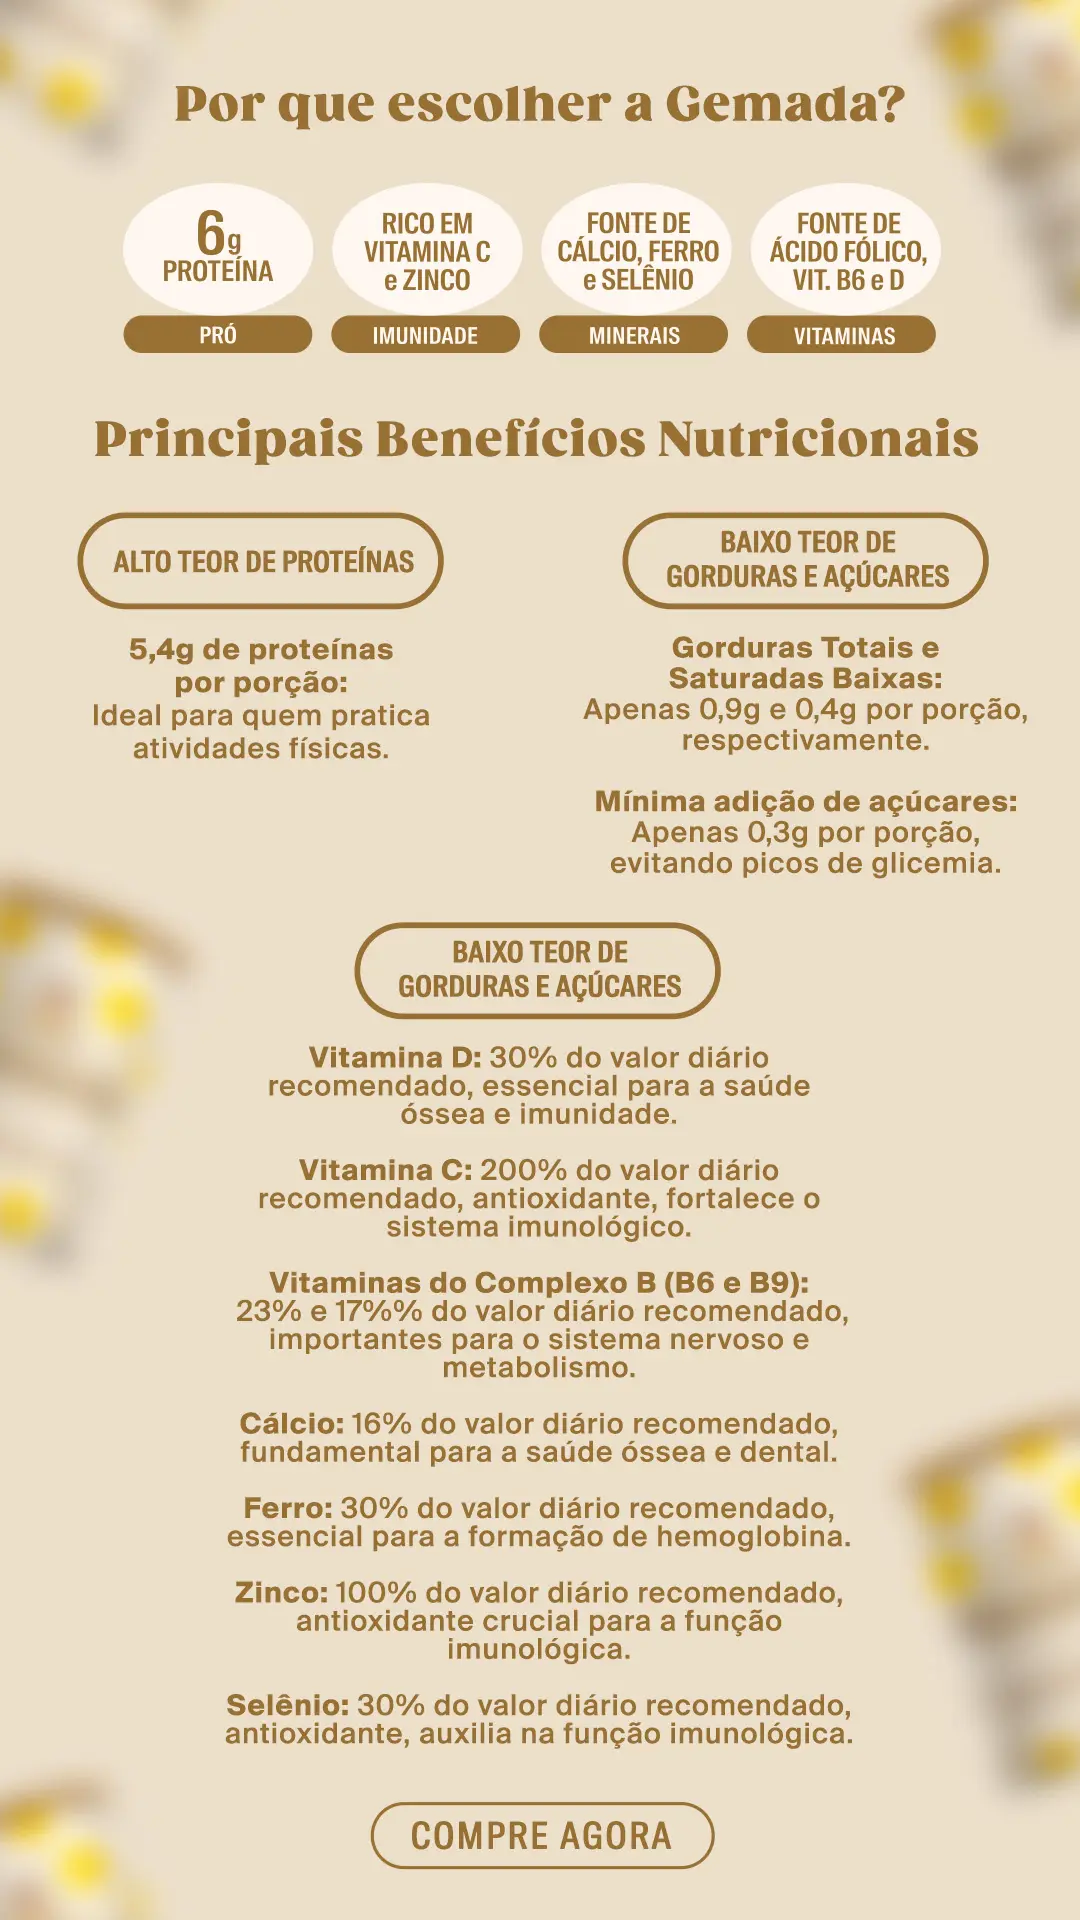 Por que escolher a Gemada?
6g
PROTEÍNA
PRÓ
RICO EM
VITAMINA C
e ZINCO
IMUNIDADE
FONTE DE
CÁLCIO, FERRO
e SELÊNIO
MINERAIS
FONTE DE
ÁCIDO FÓLICO,
VIT. B6 e D
VITAMINAS
Principais Benefícios Nutricionais
ALTO TEOR DE PROTEÍNAS
5,4g de proteínas
por porção:
Ideal para quem pratica
atividades físicas.
BAIXO TEOR DE
GORDURAS E AÇÚCARES
Gorduras Totais e
Saturadas Baixas:
Apenas 0,9g e 0,4g por porção,
respectivamente.
Mínima adição de açúcares:
Apenas 0,3g por porção,
evitando picos de glicemia.
BAIXO TEOR DE
GORDURAS E AÇÚCARES
Vitamina D: 30% do valor diário
recomendado, essencial para a saúde
óssea e imunidade.
Vitamina C: 200% do valor diário
recomendado, antioxidante, fortalece o
sistema imunológico.
Vitaminas do Complexo B (B6 e B9):
23% e 17%% do valor diário recomendado,
importantes para o sistema nervoso e
metabolismo.
Cálcio: 16% do valor diário recomendado,
fundamental para a saúde óssea e dental.
Ferro: 30% do valor diário recomendado,
essencial para a formação de hemoglobina.
Zinco: 100% do valor diário recomendado,
antioxidante crucial para a função
imunológica.
Selênio: 30% do valor diário recomendado,
antioxidante, auxilia na função imunológica.
COMPRE AGORA